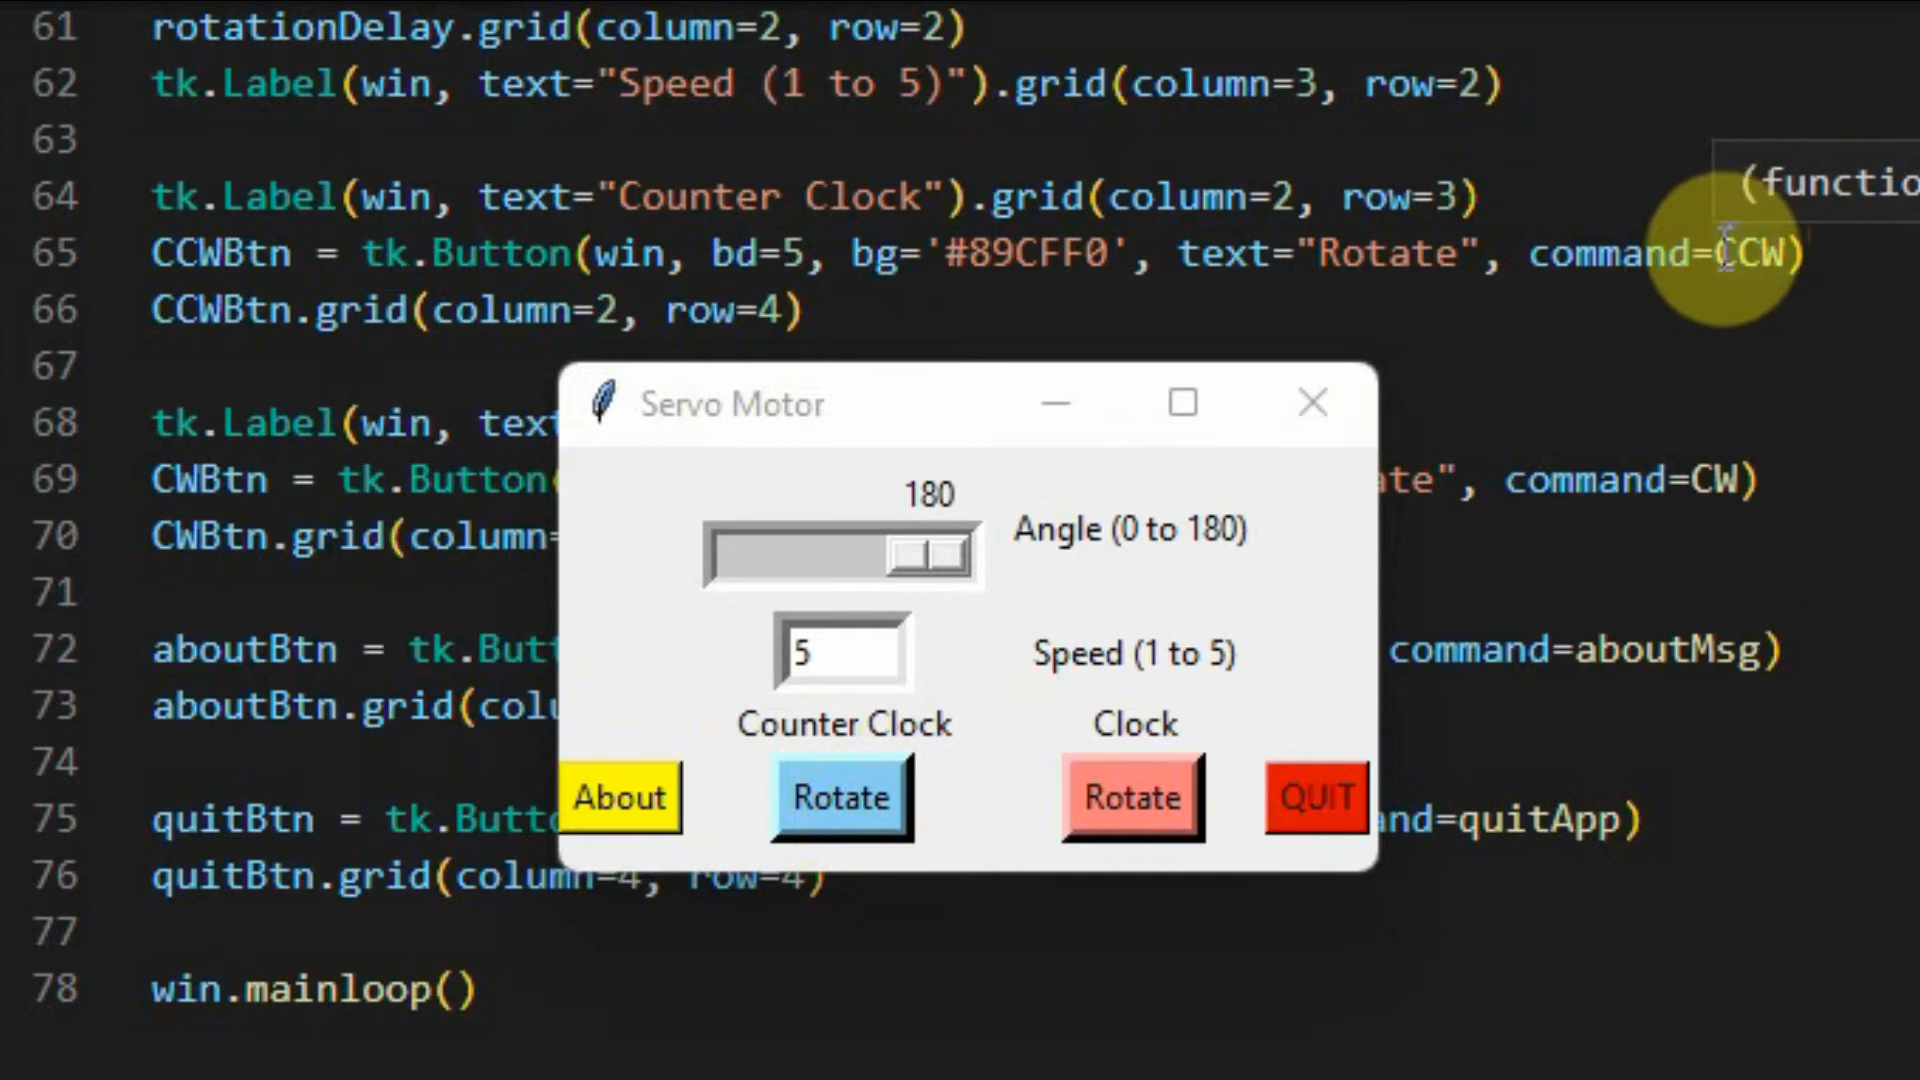 61 rotationDelay.grid(column=2, row=2)
62 tk.Label(win, text="Speed (1 to 5)").grid(column=3, row=2)
63
(functio
64 tk.Label(win, text="Counter Clock").grid(column=2, row=3)
65 CCWBtn = tk.Button(win, bd=5, bg='#89CFF0', text="Rotate", command=CCW)
66 CCWBtn.grid(column=2, row=4)
67
68 tk.Label(win, text
69 CWBtn = tk.Button( ate", command=CW)
70 CWBtn.grid(column=
71
72 aboutBtn = tk.Butt command=aboutMsg)
73 aboutBtn.grid(colu
74
75 quitBtn = tk.Butto and=quitApp)
76 quitBtn.grid(column=4, row=4)
77
78 win.mainloop()
Servo Motor
180
Angle (0 to 180)
5
Speed (1 to 5)
Counter Clock Clock
About Rotate Rotate QUIT